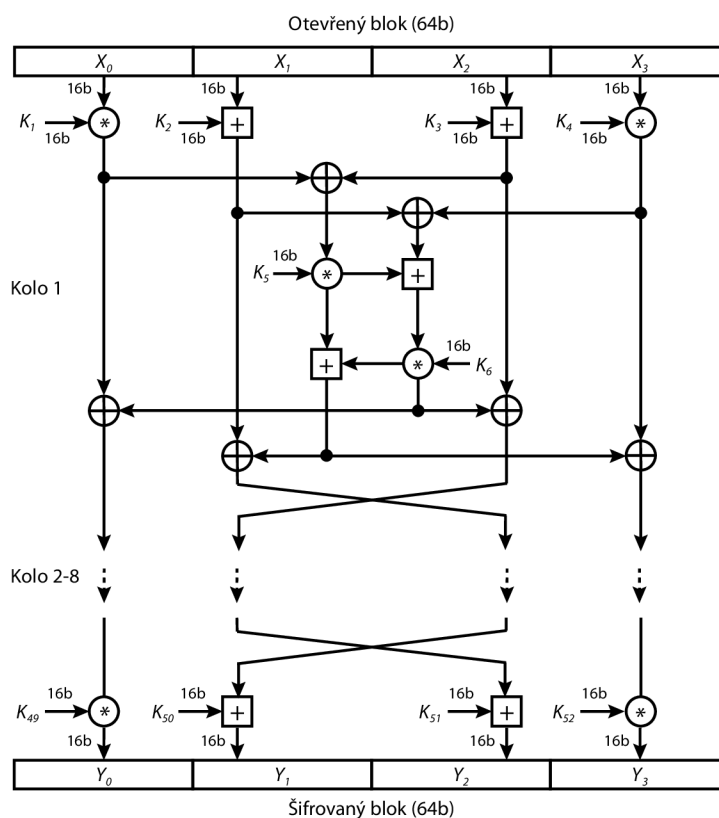 Otevřený blok (64b)
X₀ X₁ X₂ X₃
16b 16b 16b 16b
K₁ * K₂ + K₃ + K₄ *
16b 16b 16b 16b
16b
K₅ * +
Kolo 1
16b
+ * K₆
Kolo 2-8
16b 16b 16b 16b
K₄₉ * K₅₀ + K₅₁ + K₅₂ *
16b 16b 16b 16b
Y₀ Y₁ Y₂ Y₃
Šifrovaný blok (64b)